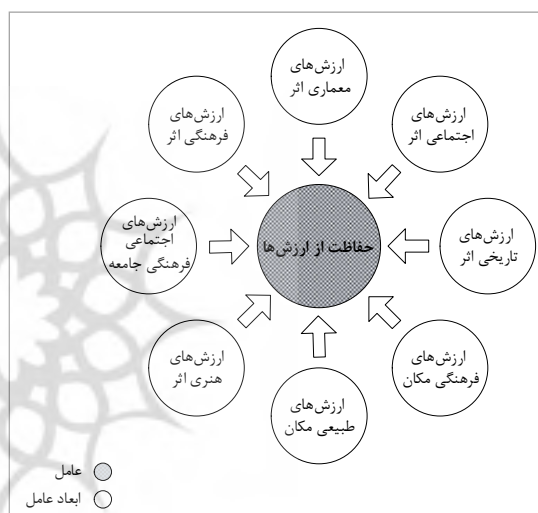 ارزش‌های
معماری اثر
ارزش‌های
اجتماعی اثر
ارزش‌های
تاریخی اثر
ارزش‌های
فرهنگی مکان
ارزش‌های
طبیعی مکان
ارزش‌های
هنری اثر
ارزش‌های
اجتماعی
فرهنگی جامعه
ارزش‌های
فرهنگی اثر
حفاظت از ارزش‌ها
عامل
ابعاد عامل